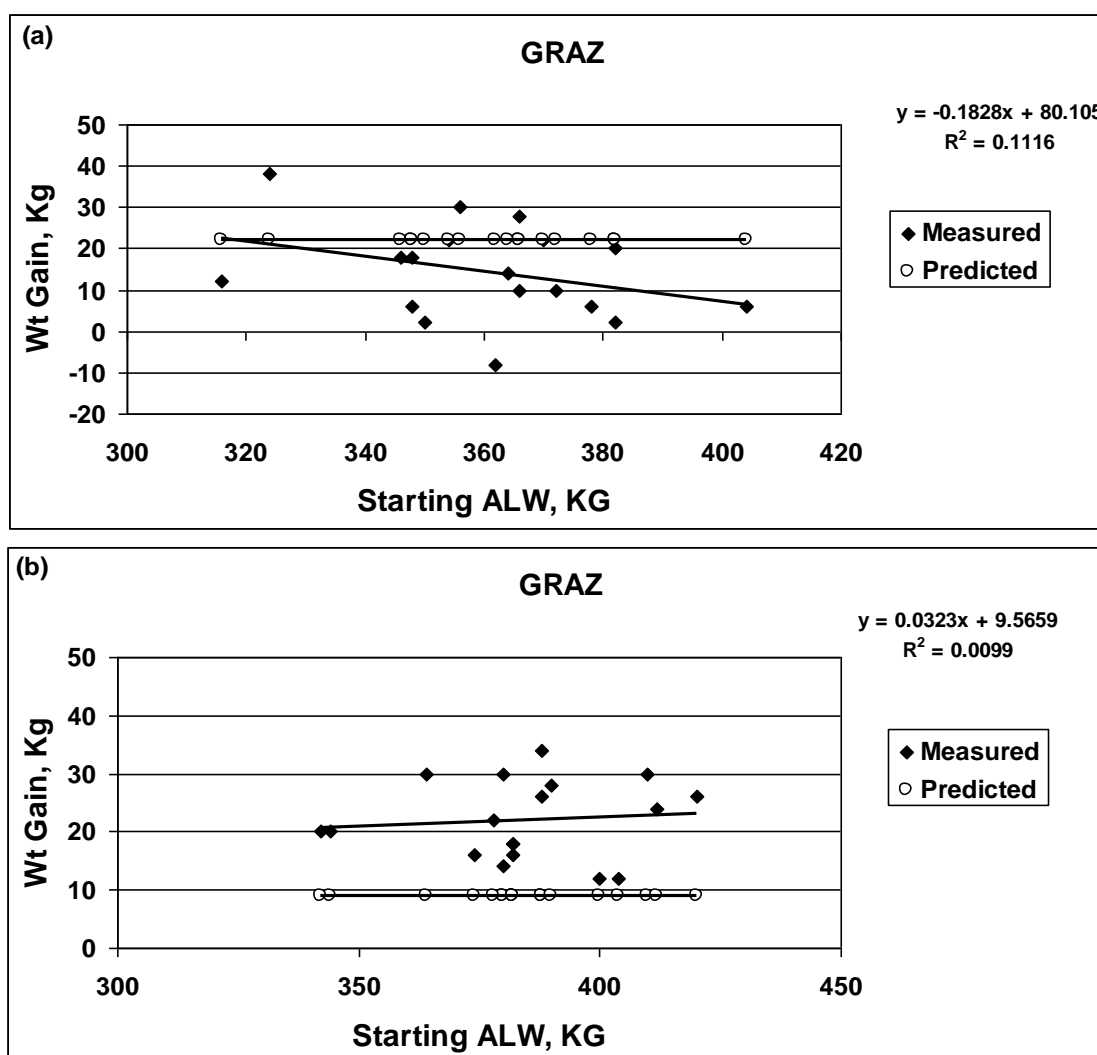 (a)
GRAZ
y = -0.1828x + 80.105
R² = 0.1116
50
40
30
20
10
0
-10
-20
Wt Gain, Kg
300 320 340 360 380 400 420
Starting ALW, KG
Measured
Predicted
(b)
GRAZ
y = 0.0323x + 9.5659
R² = 0.0099
50
40
30
20
10
0
Wt Gain, Kg
300 350 400 450
Starting ALW, KG
Measured
Predicted